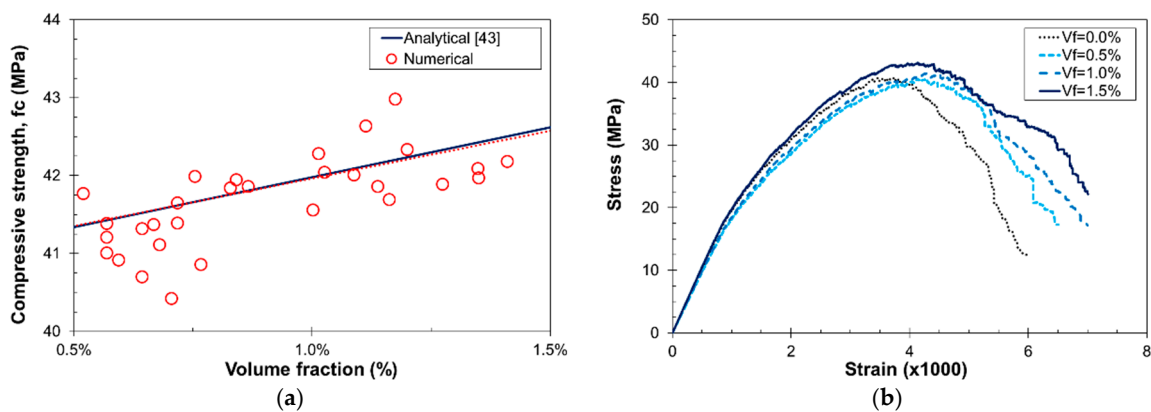 44
43
42
41
40
0.5%
1.0%
1.5%
Compressive strength, fc (MPa)
Volume fraction (%)
Analytical [43]
Numerical
(a)
50
40
30
20
10
0
0
2
4
6
8
Stress (MPa)
Strain (x1000)
Vf=0.0%
Vf=0.5%
Vf=1.0%
Vf=1.5%
(b)